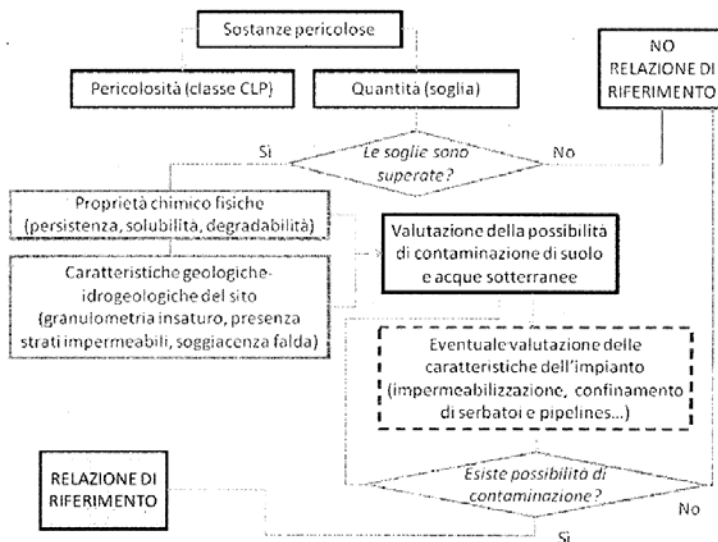 Sostanze pericolose
NO
RELAZIONE DI
RIFERIMENTO
Pericolosità (classe CLP)
Quantità (soglia)
Sì
Le soglie sono
superate?
No
Proprietà chimico fisiche
(persistenza, solubilità, degradabilità)
Valutazione della possibilità
di contaminazione di suolo
e acque sotterranee
Caratteristiche geologiche-
idrogeologiche del sito
(granulometria insaturo, presenza
strati impermeabili, soggiacenza falda)
Eventuale valutazione delle
caratteristiche dell'impianto
(impermeabilizzazione, confinamento
di serbatoi e pipelines...)
RELAZIONE DI
RIFERIMENTO
Esiste possibilità di
contaminazione?
No
Sì